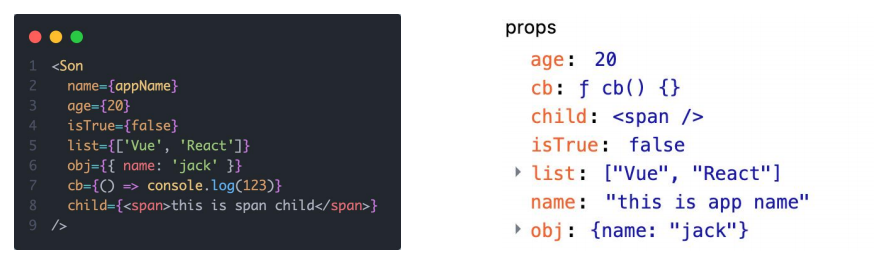 1 <Son
2 name={appName}
3 age={20}
4 isTrue={false}
5 list={['Vue', 'React']}
6 obj={{ name: 'jack' }}
7 cb={() => console.log(123)}
8 child={<span>this is span child</span>}
9 />
props
age: 20
cb: ƒ cb() {}
child: <span />
isTrue: false
list: ["Vue", "React"]
name: "this is app name"
obj: {name: "jack"}